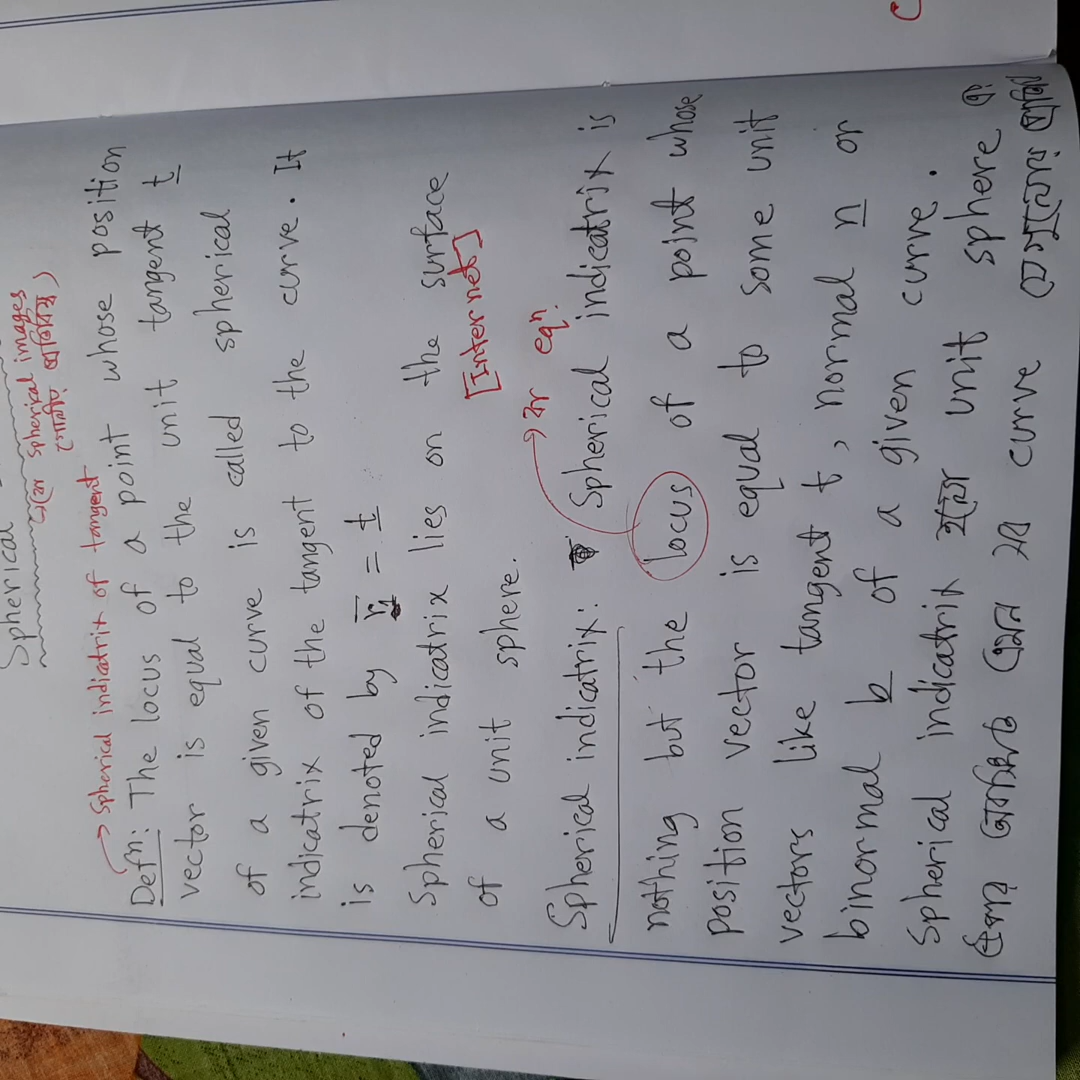 Spherical
→(বা spherical images
গোলীয় প্রতিবিম্ব)
→ Spherical indicatrix of tangent
Defn: The locus of a point whose position
vector is equal to the unit tangent t
of a given curve is called spherical
indicatrix of the tangent to the curve. It
is denoted by r̄₁ = t
Spherical indicatrix lies on the surface
of a unit sphere.
[Internet]
→ বা eqn.
Spherical indicatrix: Spherical indicatrix is
nothing but the locus of a point whose
position vector is equal to some unit
vectors like tangent t, normal n or
binormal b of a given curve.
Spherical indicatrix হলো unit sphere এ
curve